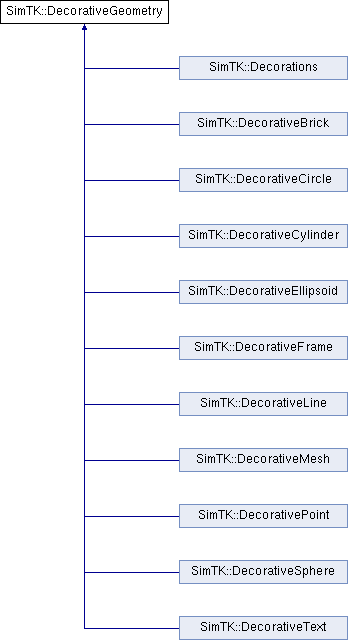 SimTK::DecorativeGeometry
SimTK::Decorations
SimTK::DecorativeBrick
SimTK::DecorativeCircle
SimTK::DecorativeCylinder
SimTK::DecorativeEllipsoid
SimTK::DecorativeFrame
SimTK::DecorativeLine
SimTK::DecorativeMesh
SimTK::DecorativePoint
SimTK::DecorativeSphere
SimTK::DecorativeText